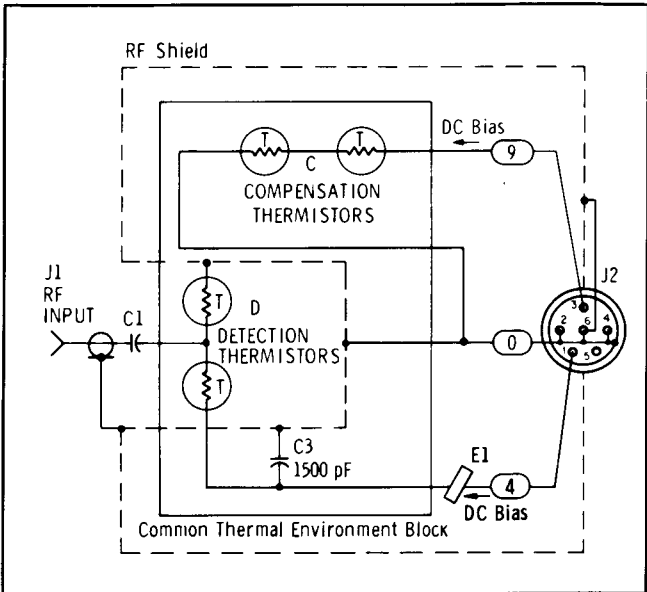 RF Shield
T
T
C
COMPENSATION
THERMISTORS
DC Bias
9
J1
RF
INPUT
C1
T
D
DETECTION
THERMISTORS
T
C3
1500 pF
0
J2
3
2
6
4
1
5
E1
4
DC Bias
Common Thermal Environment Block